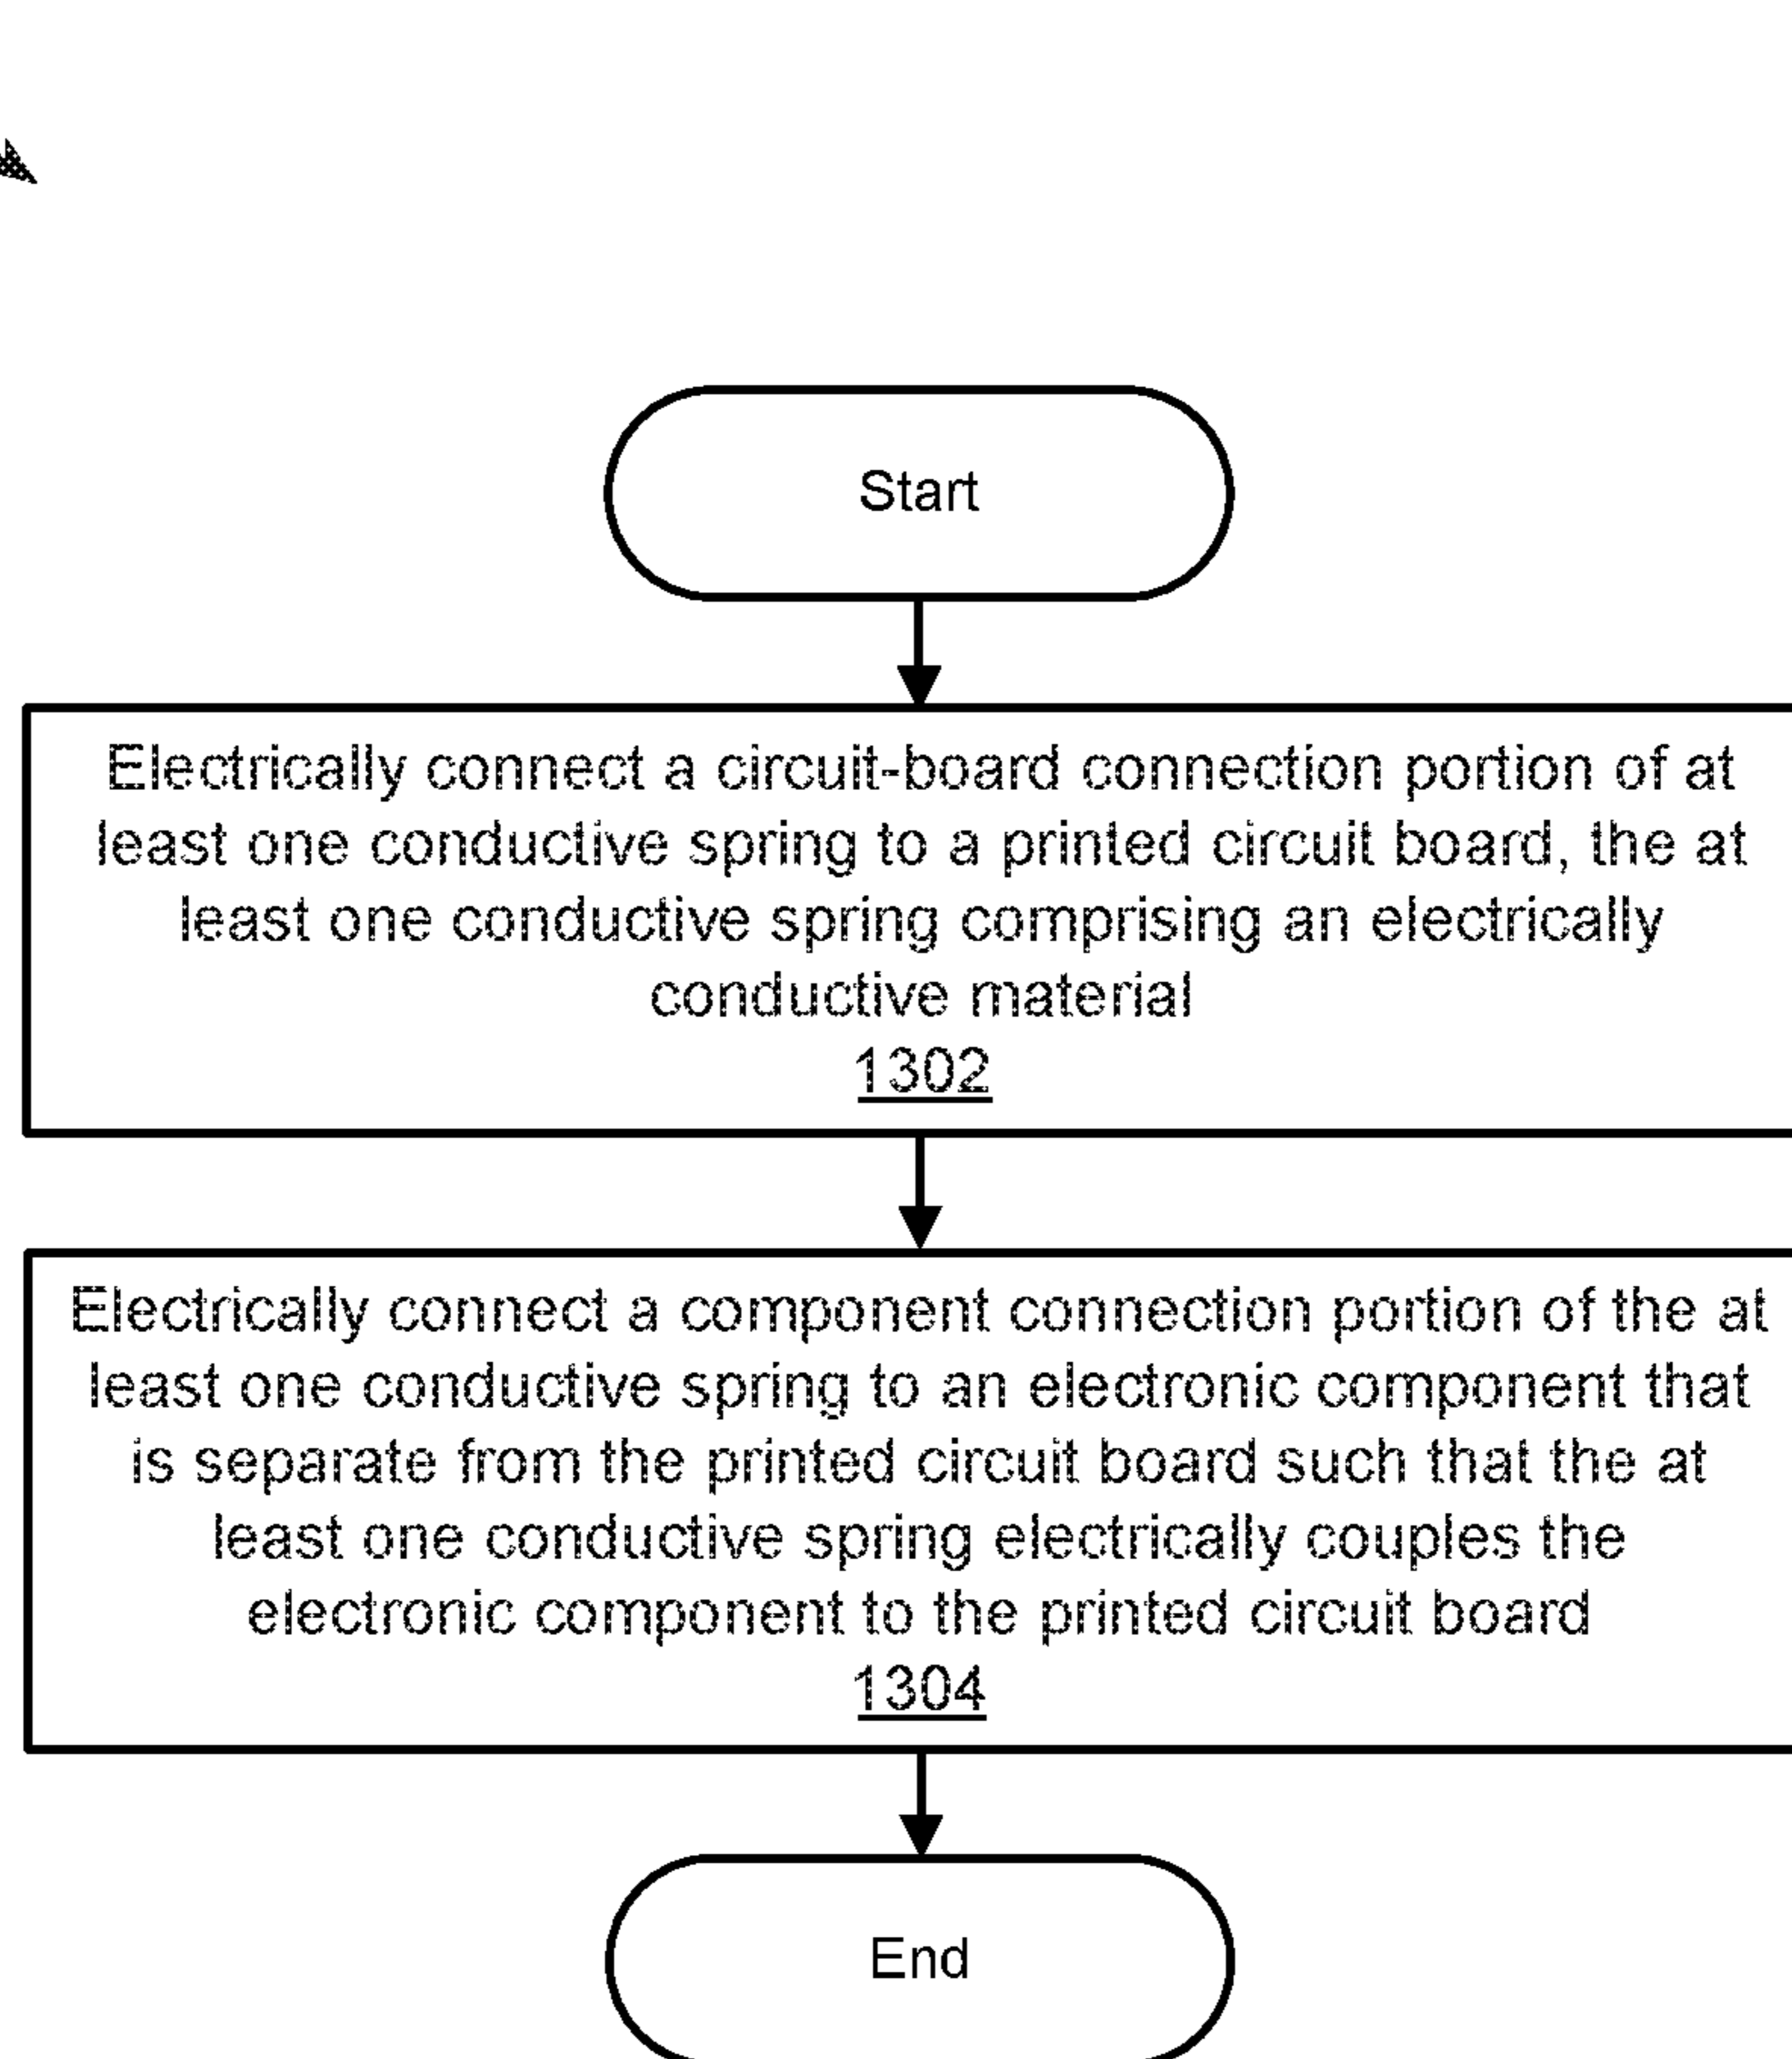 Start
Electrically connect a circuit-board connection portion of at
least one conductive spring to a printed circuit board, the at
least one conductive spring comprising an electrically
conductive material
1302
Electrically connect a component connection portion of the at
least one conductive spring to an electronic component that
is separate from the printed circuit board such that the at
least one conductive spring electrically couples the
electronic component to the printed circuit board
1304
End